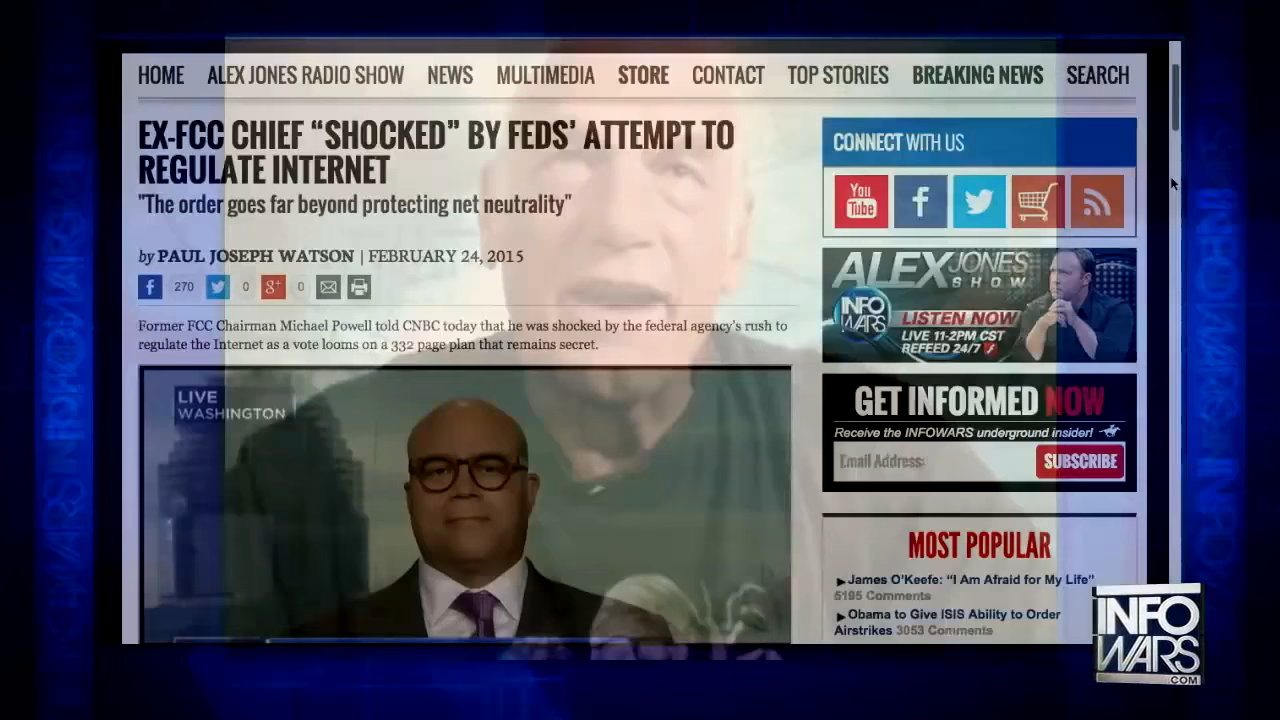 HOME ALEX JONES RADIO SHOW NEWS MULTIMEDIA STORE CONTACT TOP STORIES BREAKING NEWS SEARCH
EX-FCC CHIEF “SHOCKED” BY FEDS’ ATTEMPT TO
REGULATE INTERNET
"The order goes far beyond protecting net neutrality"
by PAUL JOSEPH WATSON | FEBRUARY 24, 2015
270 0 8+ 0
Former FCC Chairman Michael Powell told CNBC today that he was shocked by the federal agency’s rush to
regulate the Internet as a vote looms on a 332 page plan that remains secret.
LIVE
WASHINGTON
CONNECT WITH US
You
Tube
ALEX JONES
SHOW
INFO
WARS
LISTEN NOW
LIVE 11-2PM CST
REFEED 24/7
GET INFORMED NOW
Receive the INFOWARS underground insider!
Email Address:
SUBSCRIBE
MOST POPULAR
James O’Keefe: “I Am Afraid for My Life”
5195 Comments
Obama to Give ISIS Ability to Order
Airstrikes 3053 Comments
INFO
WARS
.COM